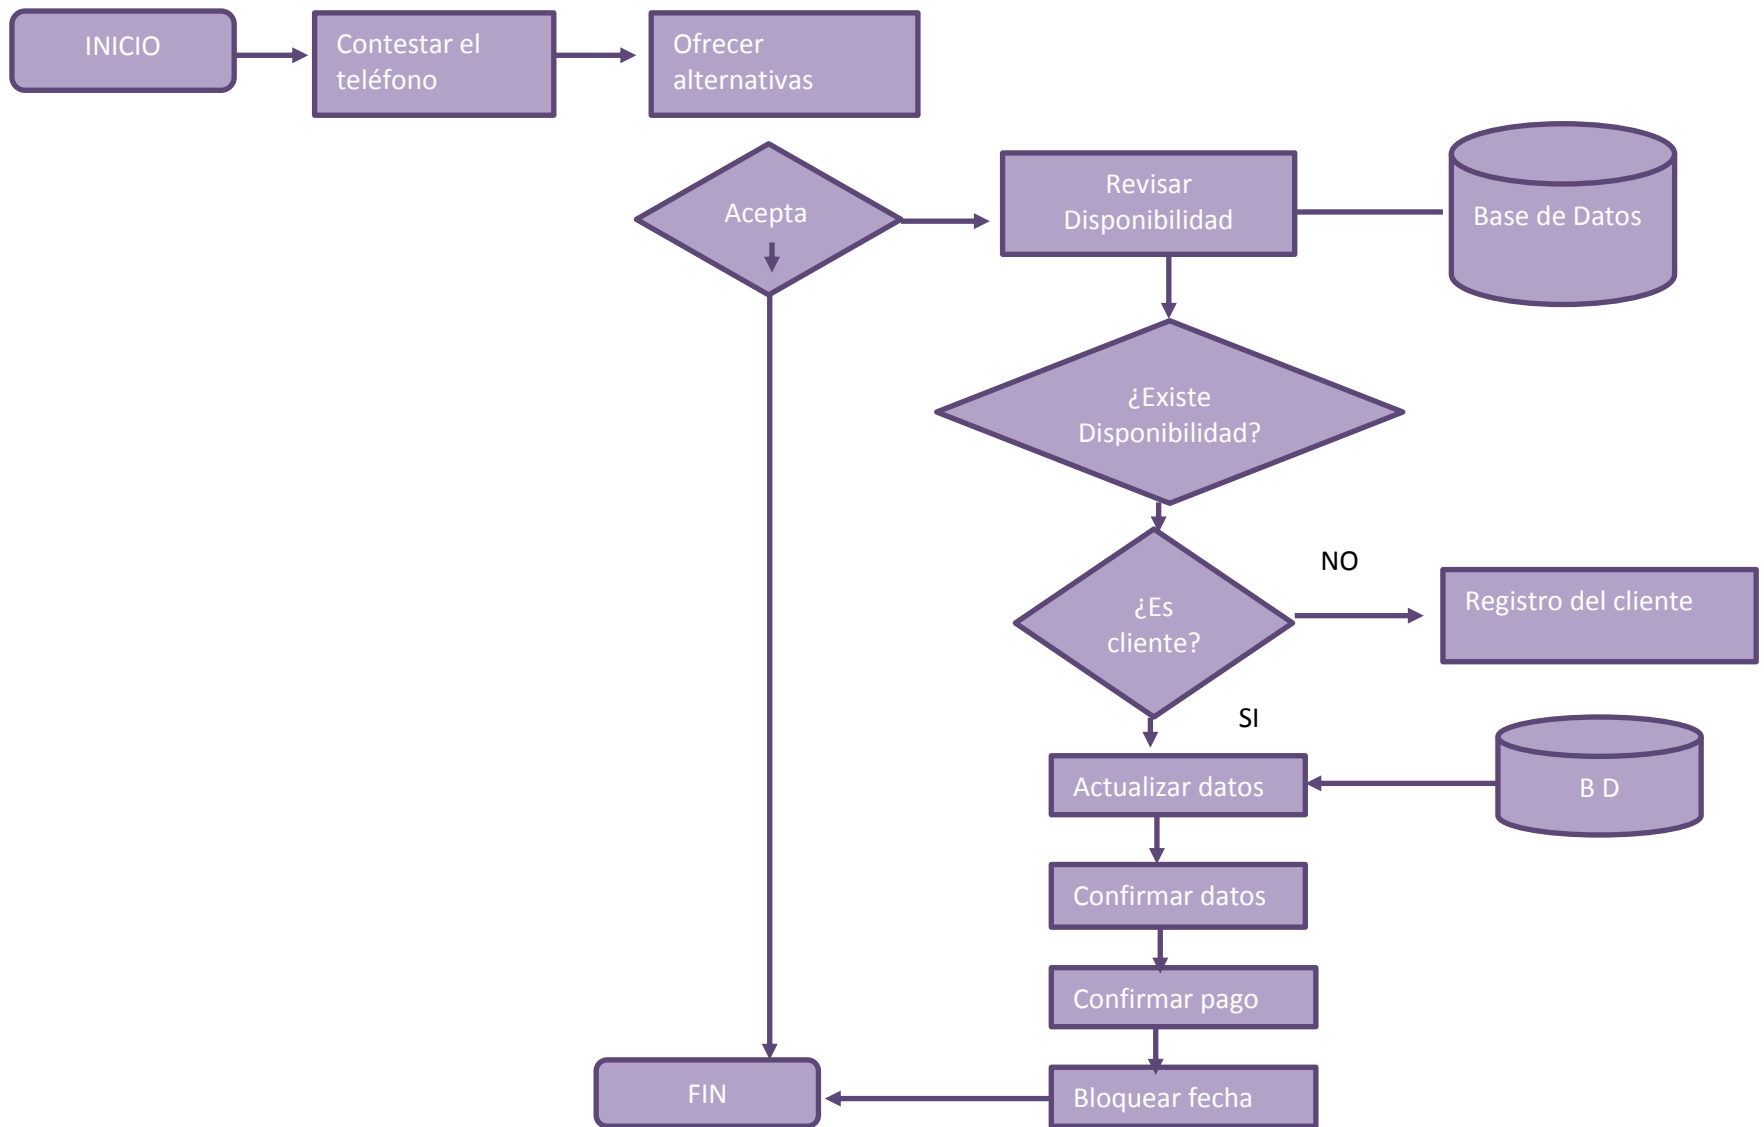 INICIO
Contestar el
teléfono
Ofrecer
alternativas
Acepta
Revisar
Disponibilidad
Base de Datos
¿Existe
Disponibilidad?
¿Es
cliente?
NO
Registro del cliente
SI
Actualizar datos
B D
Confirmar datos
Confirmar pago
Bloquear fecha
FIN